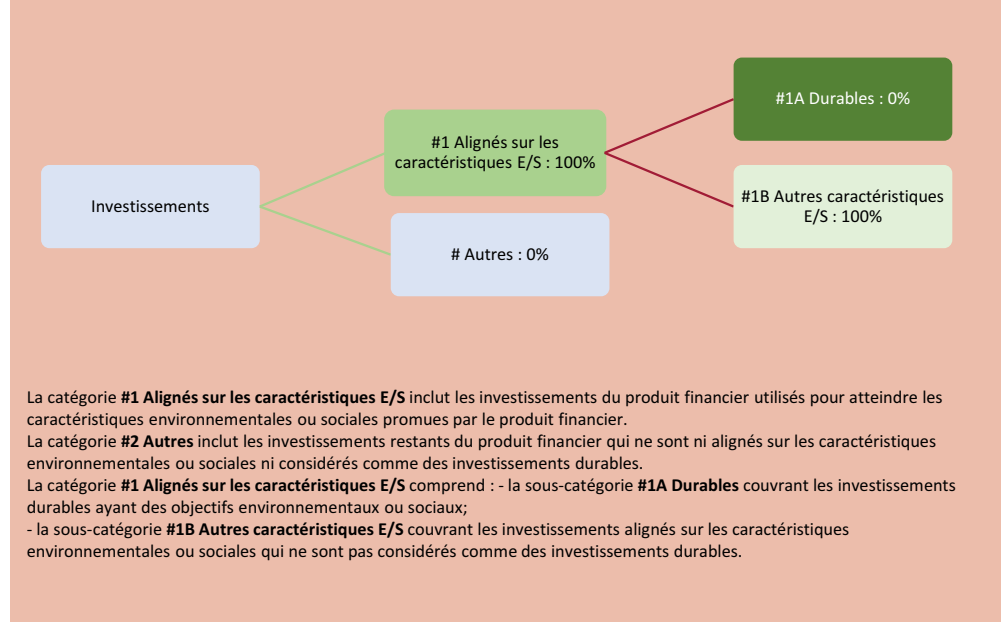 #1A Durables : 0%
#1 Alignés sur les
caractéristiques E/S : 100%
Investissements
#1B Autres caractéristiques
E/S : 100%
# Autres : 0%
La catégorie #1 Alignés sur les caractéristiques E/S inclut les investissements du produit financier utilisés pour atteindre les
caractéristiques environnementales ou sociales promues par le produit financier.
La catégorie #2 Autres inclut les investissements restants du produit financier qui ne sont ni alignés sur les caractéristiques
environnementales ou sociales ni considérés comme des investissements durables.
La catégorie #1 Alignés sur les caractéristiques E/S comprend : - la sous-catégorie #1A Durables couvrant les investissements
durables ayant des objectifs environnementaux ou sociaux;
- la sous-catégorie #1B Autres caractéristiques E/S couvrant les investissements alignés sur les caractéristiques
environnementales ou sociales qui ne sont pas considérés comme des investissements durables.